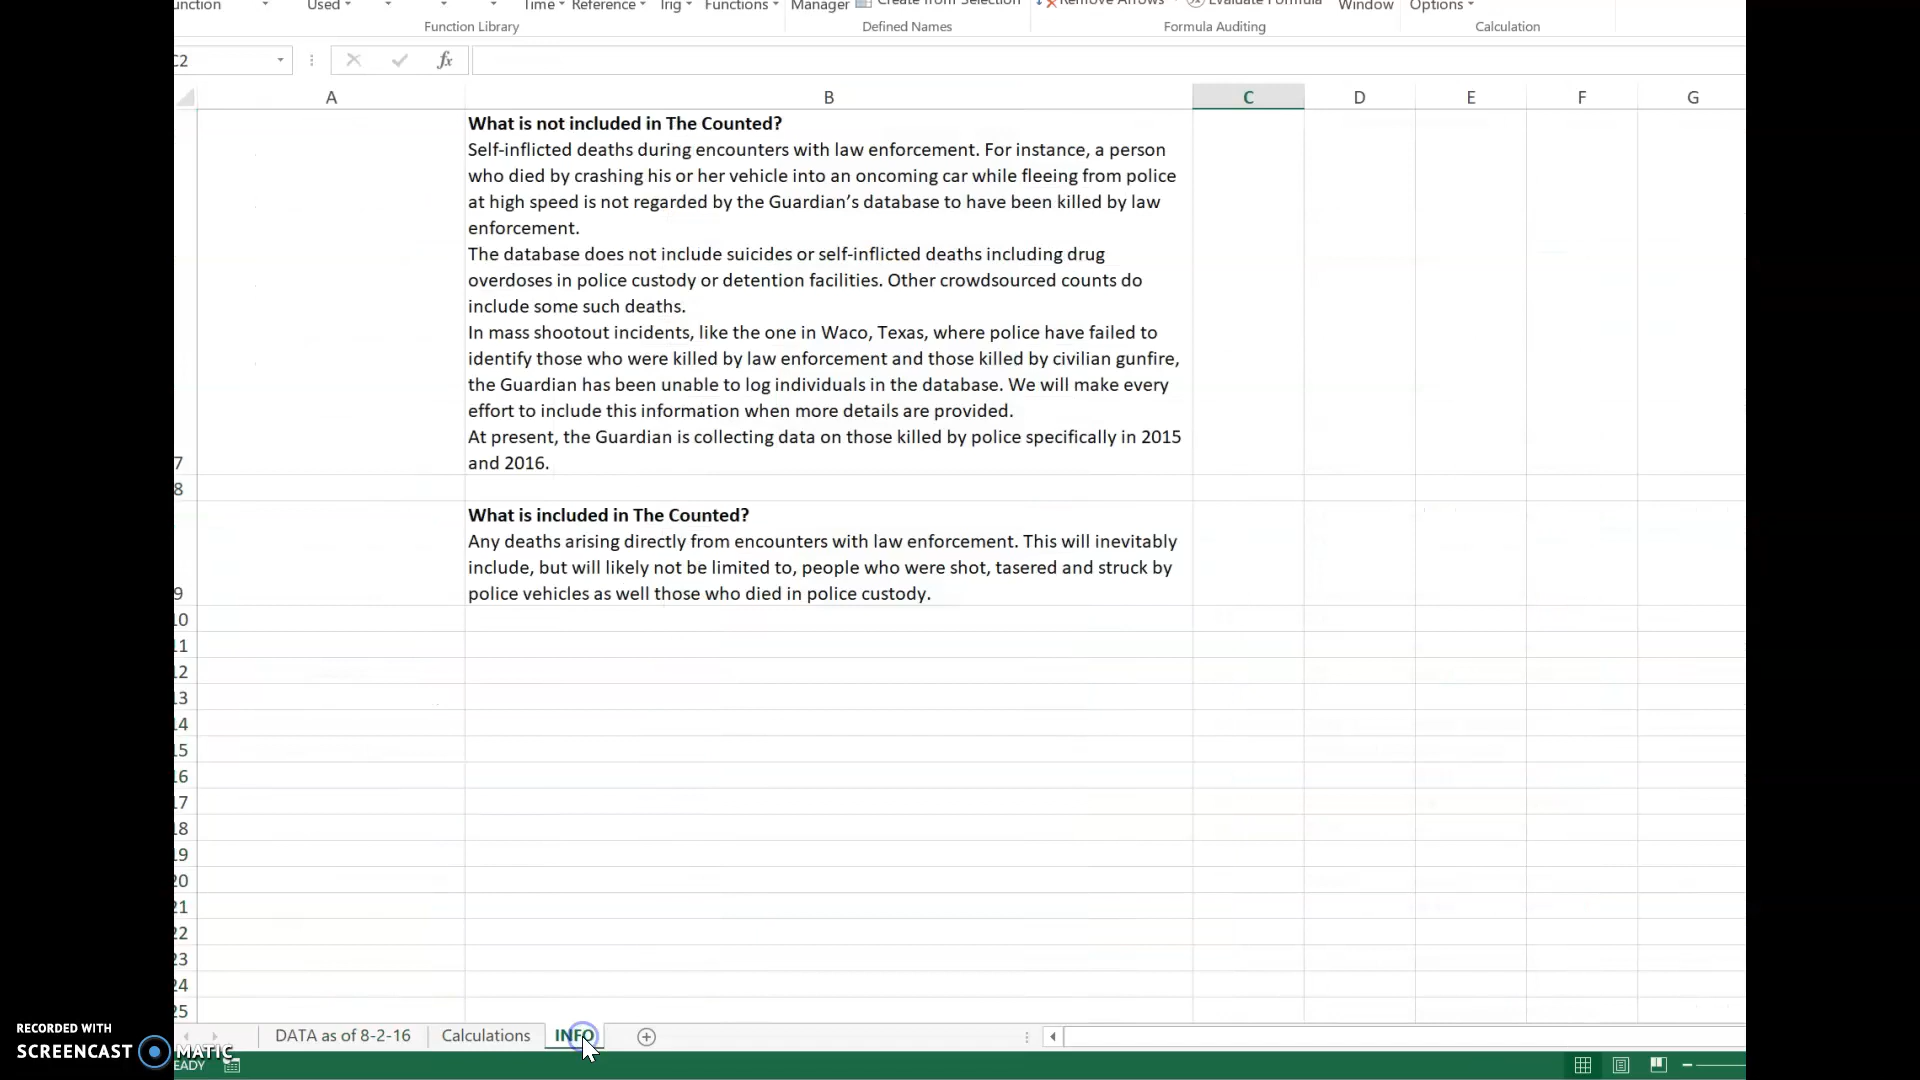 unction Used Time Reference Trig Functions Manager Create from Selection Remove Arrows Evaluate Formula Window Options
Function Library Defined Names Formula Auditing Calculation
C2 fx
A B C D E F G
What is not included in The Counted?
Self-inflicted deaths during encounters with law enforcement. For instance, a person
who died by crashing his or her vehicle into an oncoming car while fleeing from police
at high speed is not regarded by the Guardian’s database to have been killed by law
enforcement.
The database does not include suicides or self-inflicted deaths including drug
overdoses in police custody or detention facilities. Other crowdsourced counts do
include some such deaths.
In mass shootout incidents, like the one in Waco, Texas, where police have failed to
identify those who were killed by law enforcement and those killed by civilian gunfire,
the Guardian has been unable to log individuals in the database. We will make every
effort to include this information when more details are provided.
At present, the Guardian is collecting data on those killed by police specifically in 2015
7 and 2016.
8
What is included in The Counted?
Any deaths arising directly from encounters with law enforcement. This will inevitably
include, but will likely not be limited to, people who were shot, tasered and struck by
9 police vehicles as well those who died in police custody.
10
11
12
13
14
15
16
17
18
19
20
21
22
23
24
25
DATA as of 8-2-16 Calculations INFO
RECORDED WITH
SCREENCAST MATIC
EADY